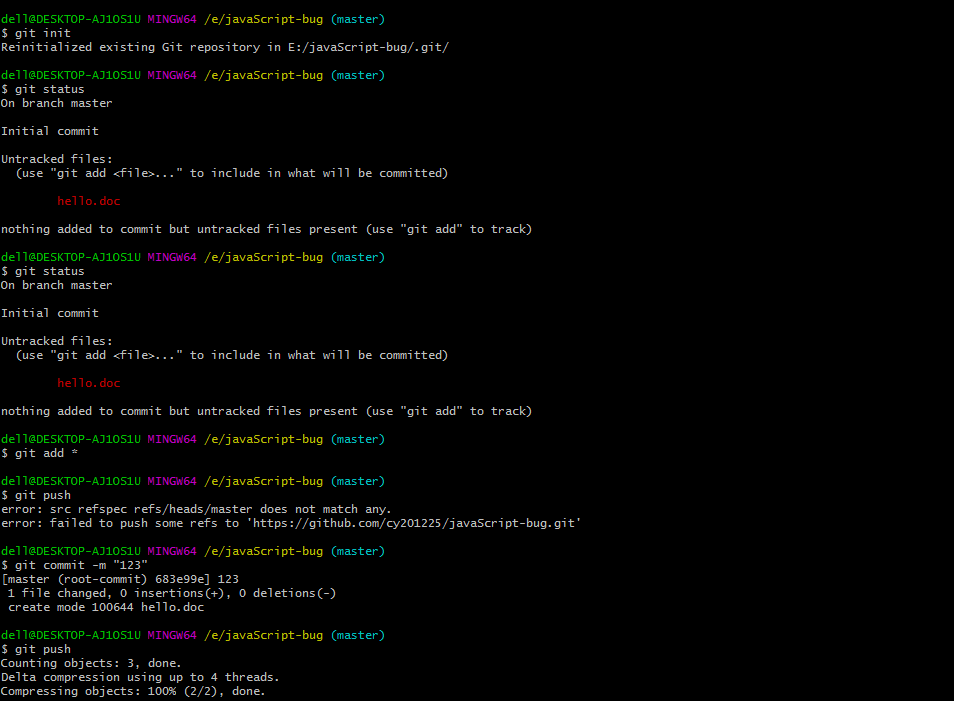 dell@DESKTOP-AJ1OS1U MINGW64 /e/javaScript-bug (master)
$ git init
Reinitialized existing Git repository in E:/javaScript-bug/.git/
dell@DESKTOP-AJ1OS1U MINGW64 /e/javaScript-bug (master)
$ git status
On branch master
Initial commit
Untracked files:
  (use "git add <file>..." to include in what will be committed)
        hello.doc
nothing added to commit but untracked files present (use "git add" to track)
dell@DESKTOP-AJ1OS1U MINGW64 /e/javaScript-bug (master)
$ git status
On branch master
Initial commit
Untracked files:
  (use "git add <file>..." to include in what will be committed)
        hello.doc
nothing added to commit but untracked files present (use "git add" to track)
dell@DESKTOP-AJ1OS1U MINGW64 /e/javaScript-bug (master)
$ git add *
dell@DESKTOP-AJ1OS1U MINGW64 /e/javaScript-bug (master)
$ git push
error: src refspec refs/heads/master does not match any.
error: failed to push some refs to 'https://github.com/cy201225/javaScript-bug.git'
dell@DESKTOP-AJ1OS1U MINGW64 /e/javaScript-bug (master)
$ git commit -m "123"
[master (root-commit) 683e99e] 123
 1 file changed, 0 insertions(+), 0 deletions(-)
 create mode 100644 hello.doc
dell@DESKTOP-AJ1OS1U MINGW64 /e/javaScript-bug (master)
$ git push
Counting objects: 3, done.
Delta compression using up to 4 threads.
Compressing objects: 100% (2/2), done.